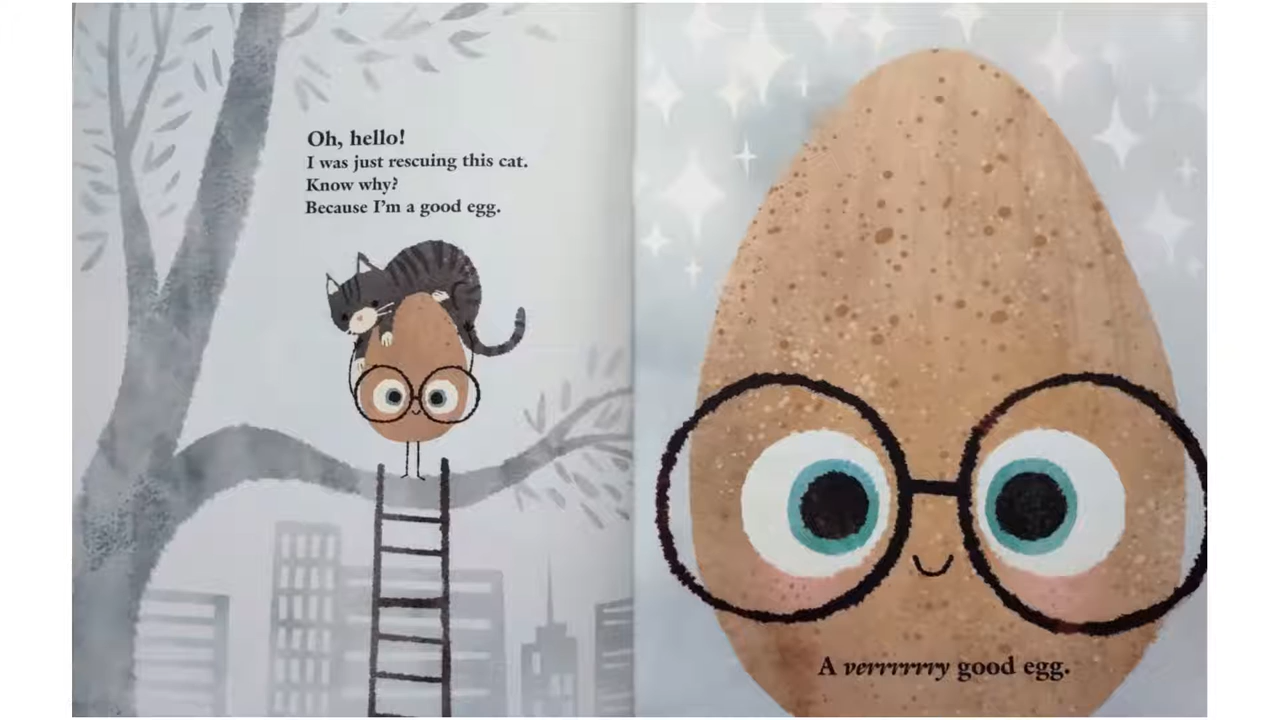 Oh, hello!
I was just rescuing this cat.
Know why?
Because I'm a good egg.
A verrrrrry good egg.